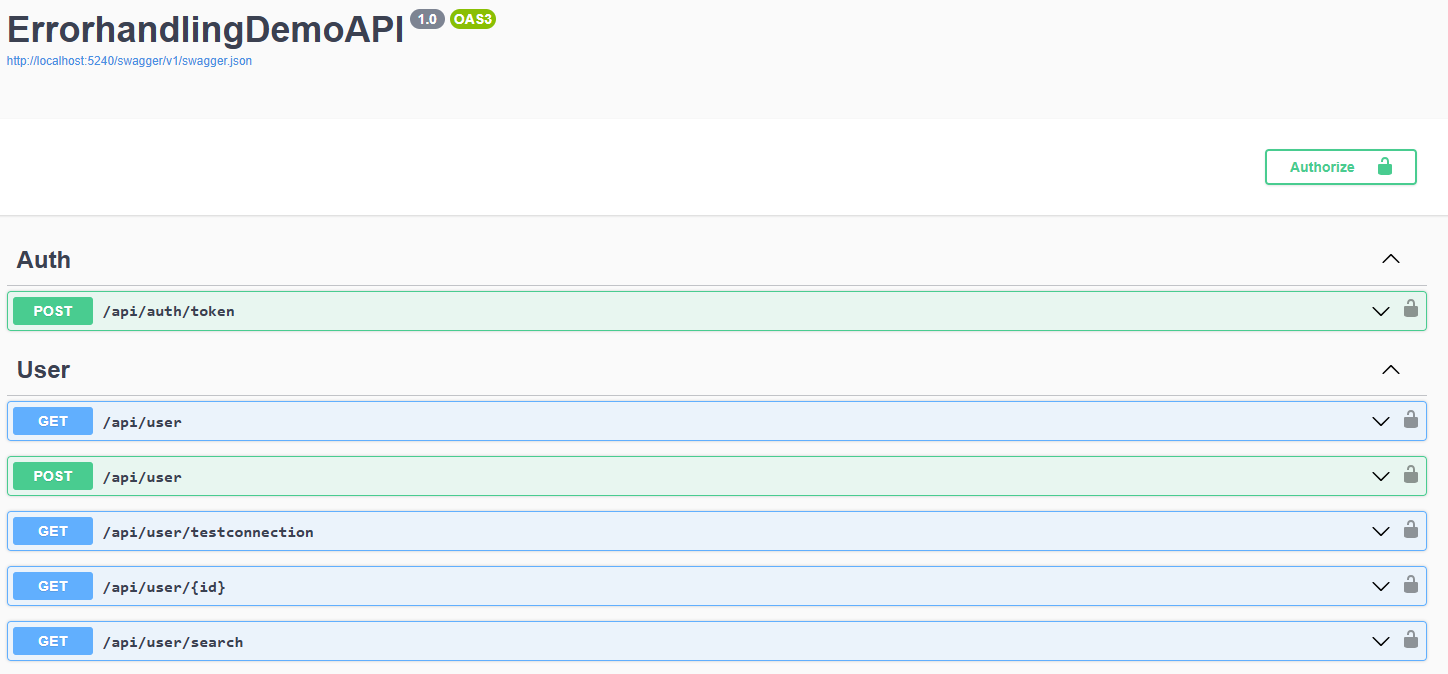 ErrorhandlingDemoAPI 1.0 OAS3
http://localhost:5240/swagger/v1/swagger.json
Authorize
Auth
POST /api/auth/token
User
GET /api/user
POST /api/user
GET /api/user/testconnection
GET /api/user/{id}
GET /api/user/search